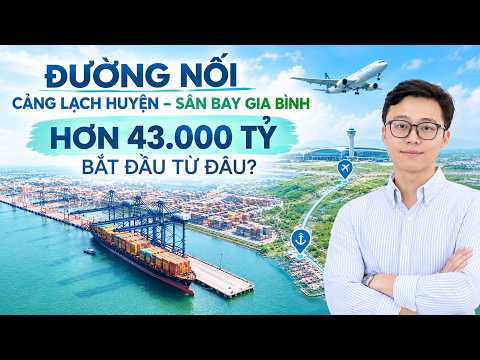 ĐƯỜNG NỐI
CẢNG LẠCH HUYỆN – SÂN BAY GIA BÌNH
HƠN 43.000 TỶ
BẮT ĐẦU TỪ ĐÂU?